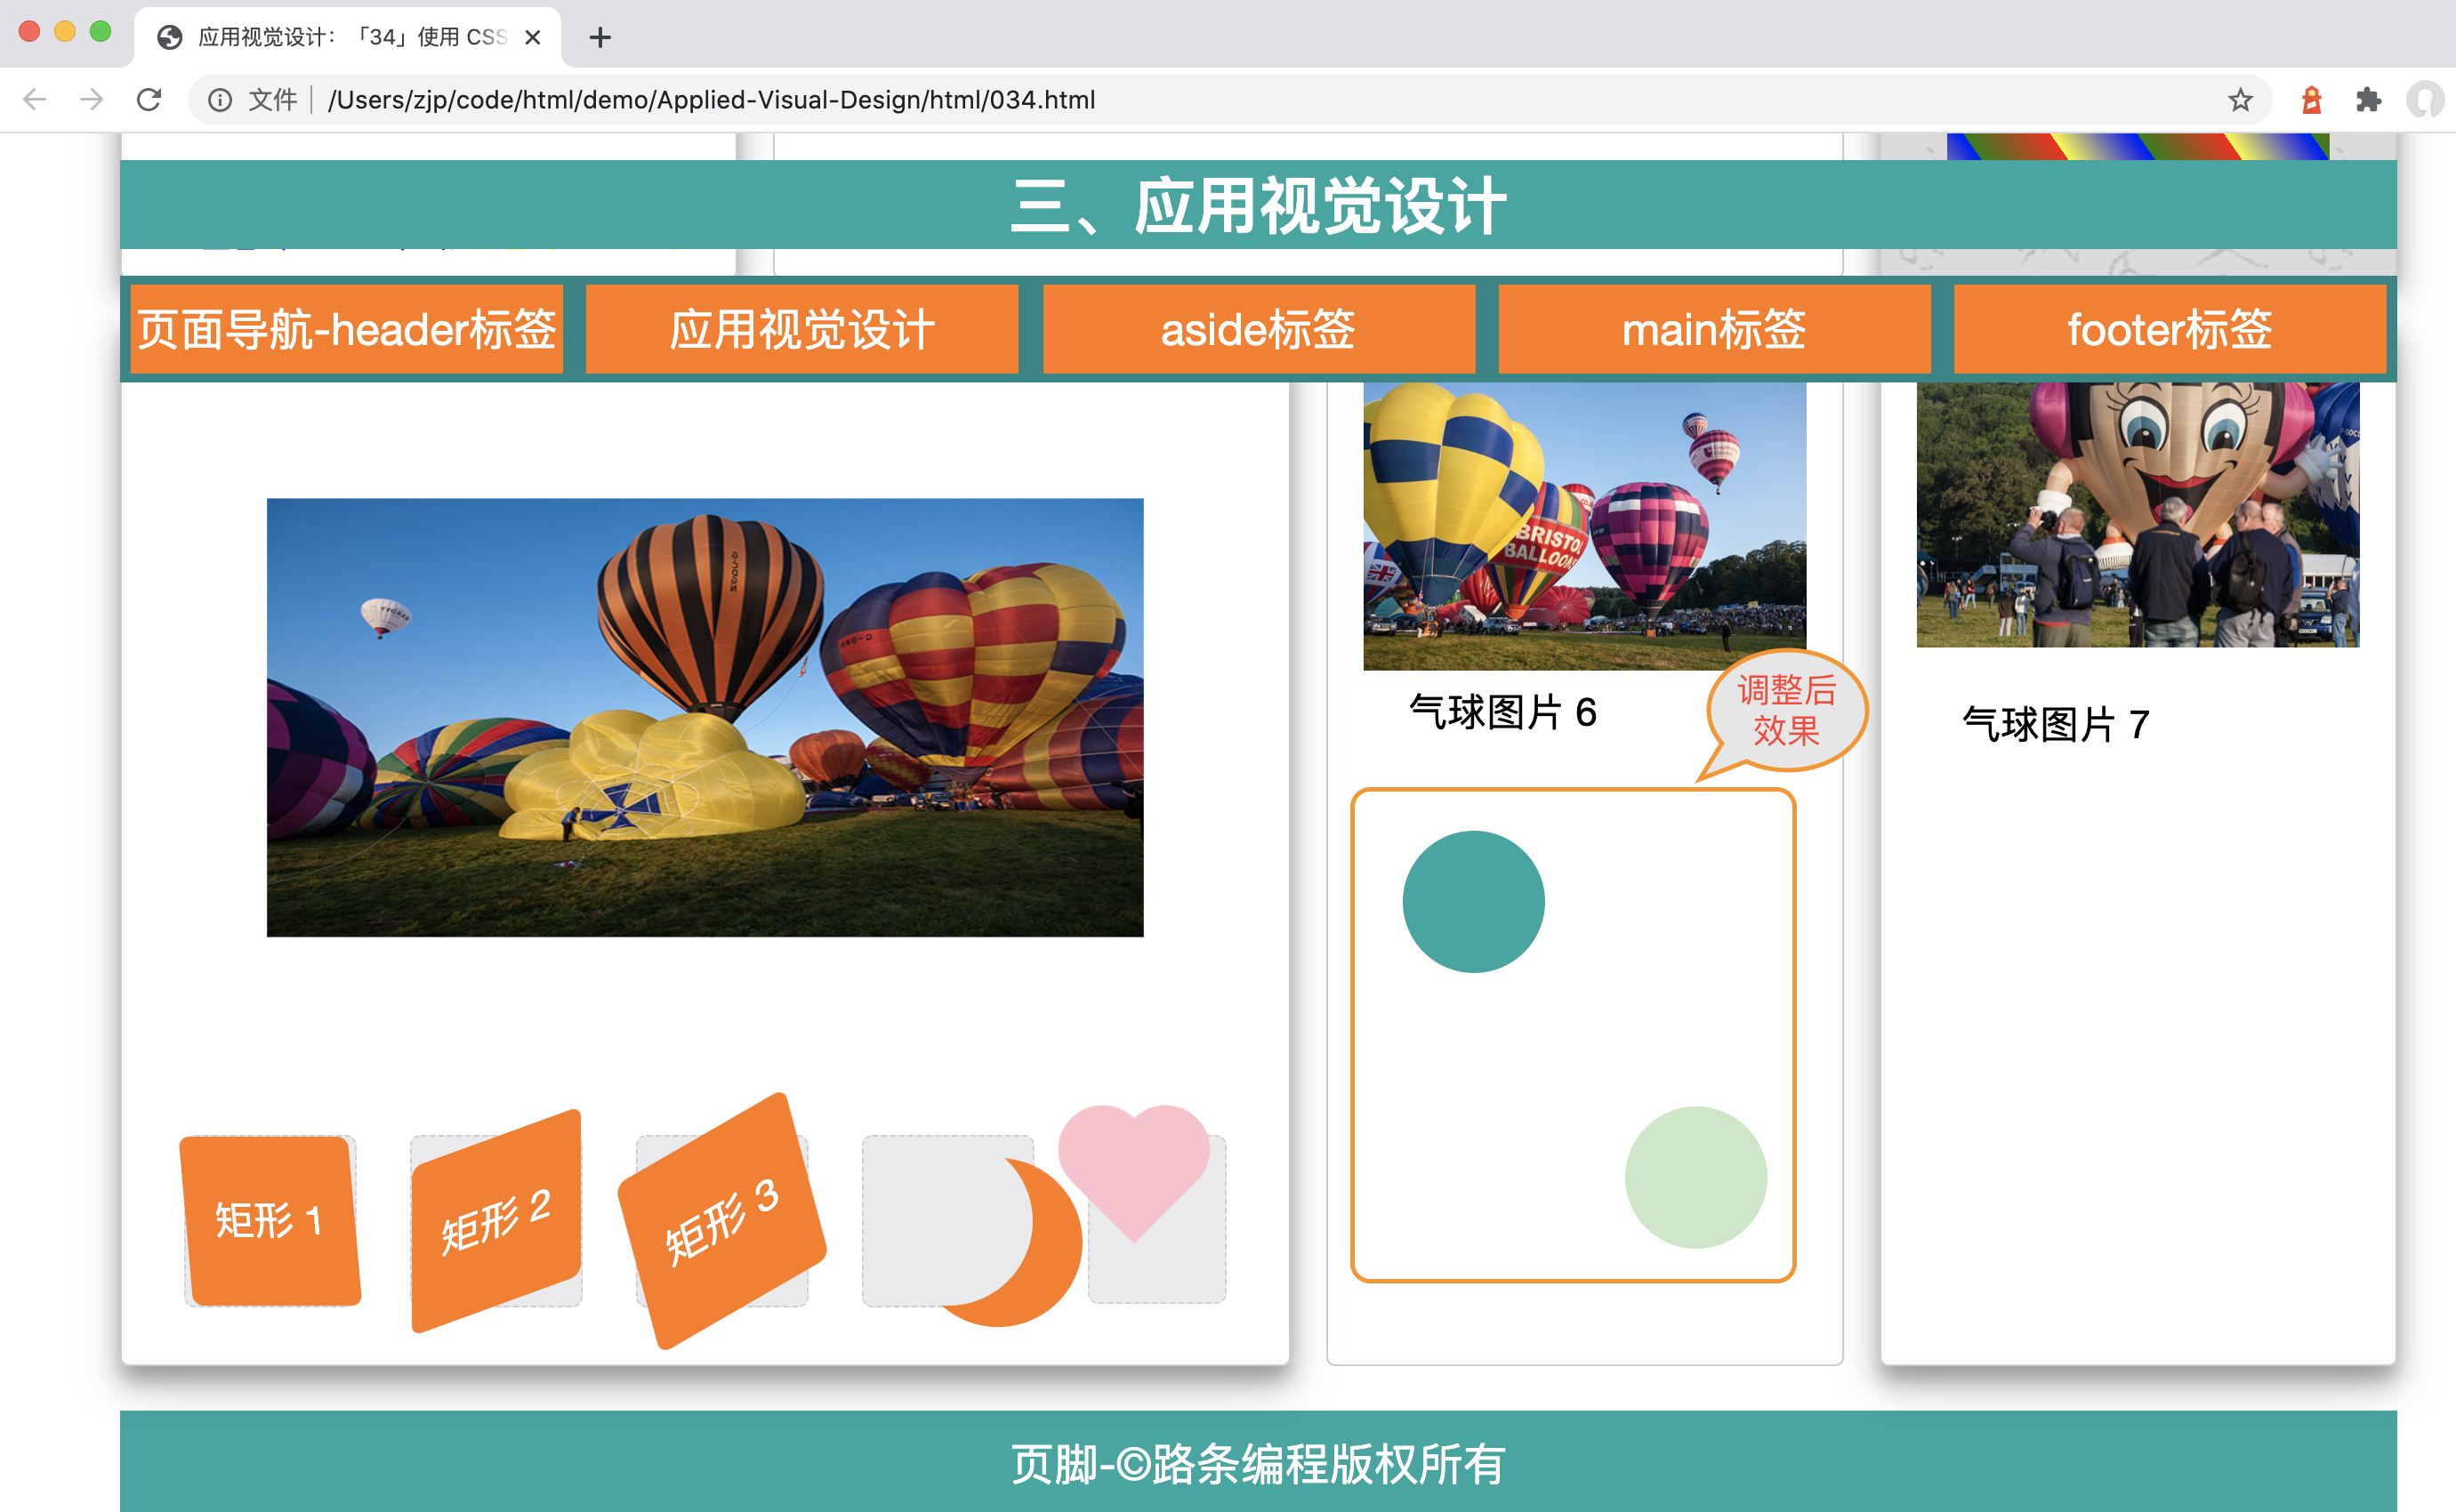 应用视觉设计：「34」使用 CSS
文件 | /Users/zjp/code/html/demo/Applied-Visual-Design/html/034.html
三、应用视觉设计
页面导航-header标签
应用视觉设计
aside标签
main标签
footer标签
BRISTOL
BALLOONS
气球图片 6
调整后
效果
气球图片 7
矩形 1
矩形 2
矩形 3
页脚-©路条编程版权所有